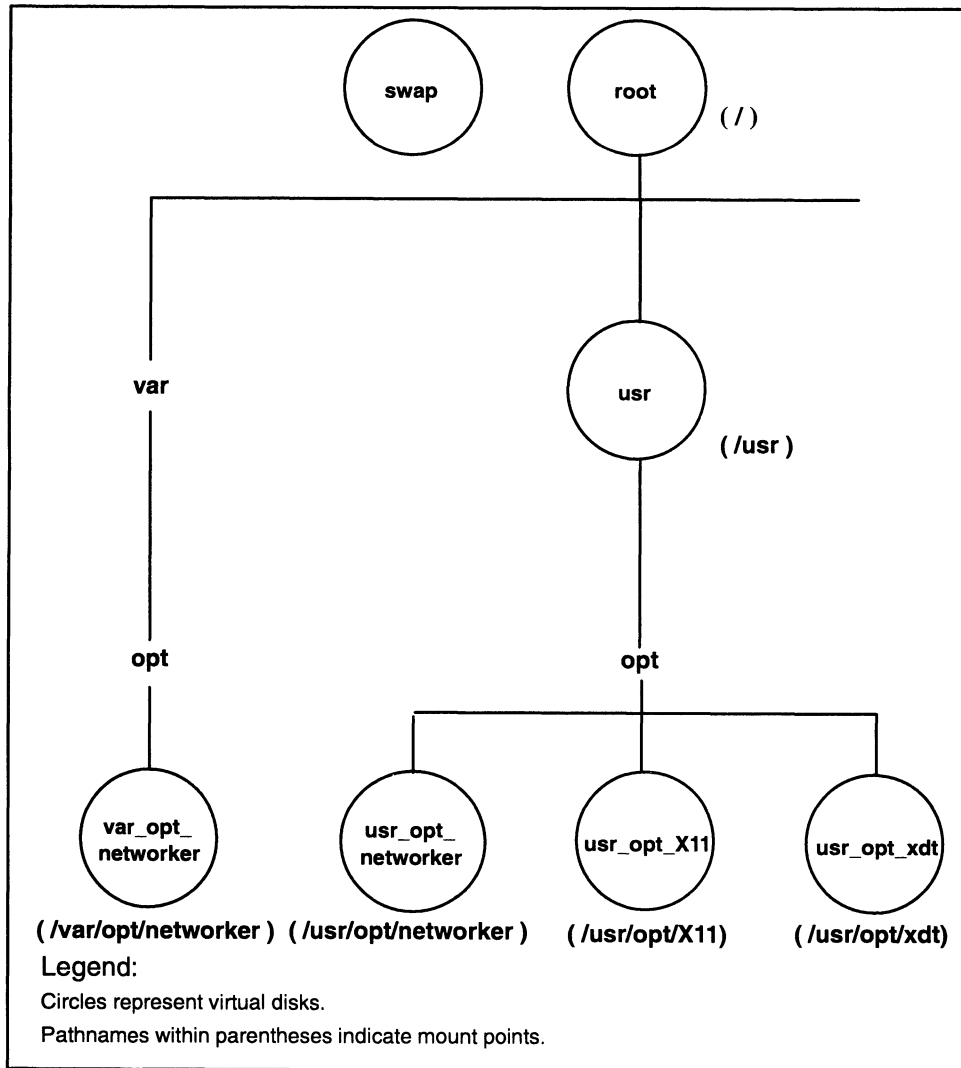 swap
root
( / )
var
usr
( /usr )
opt
opt
var_opt_
networker
usr_opt_
networker
usr_opt_X11
usr_opt_xdt
( /var/opt/networker )
( /usr/opt/networker )
( /usr/opt/X11)
( /usr/opt/xdt)
Legend:
Circles represent virtual disks.
Pathnames within parentheses indicate mount points.